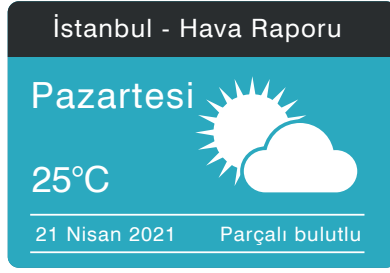 İstanbul - Hava Raporu
Pazartesi
25°C
21 Nisan 2021 Parçalı bulutlu